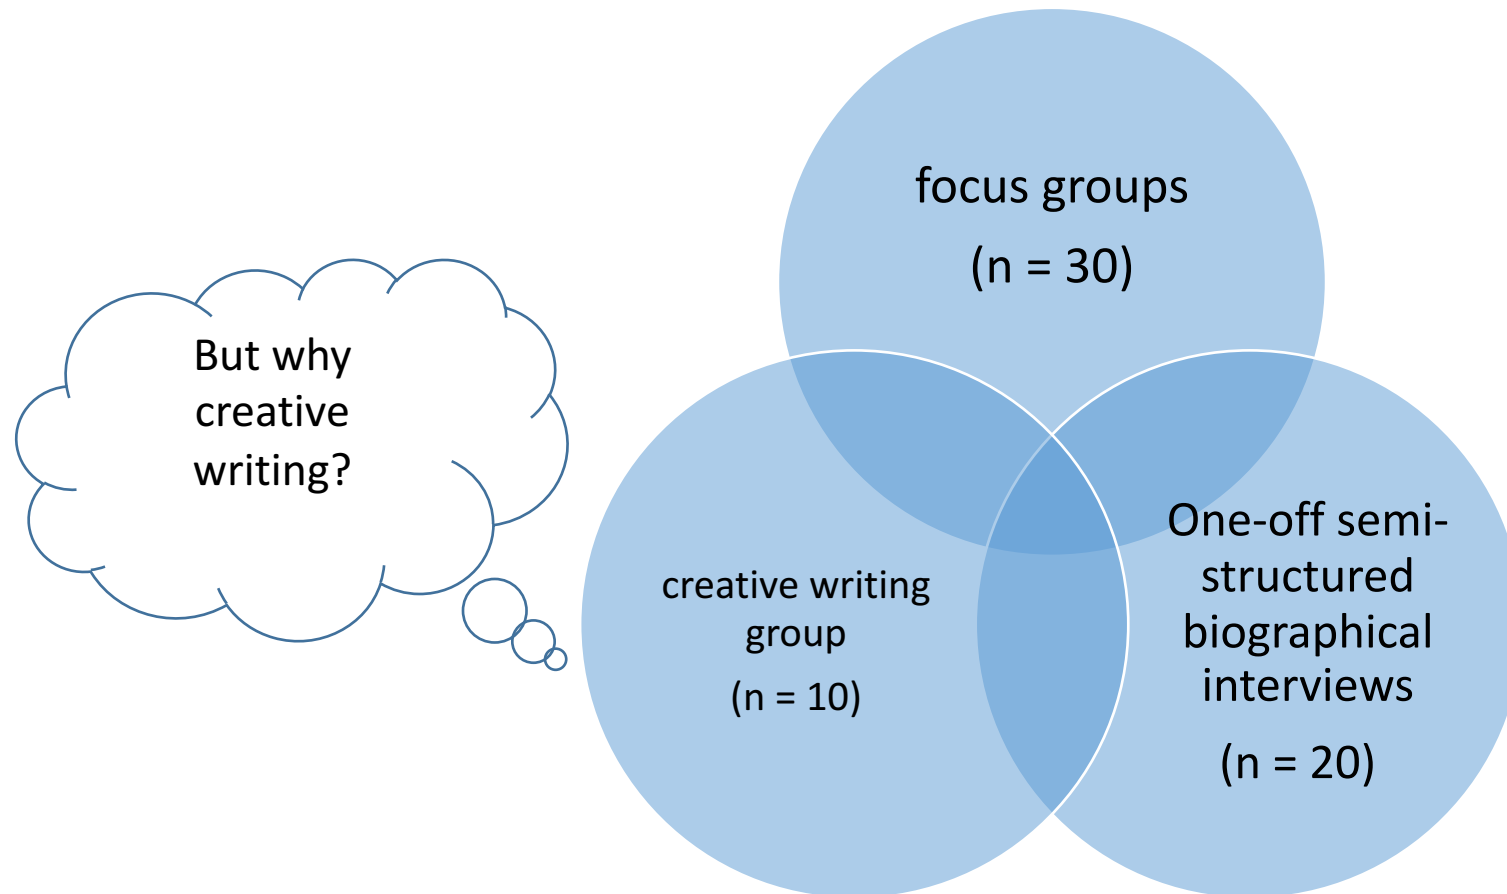 But why
creative
writing?
focus groups
(n = 30)
creative writing
group
(n = 10)
One-off semi-
structured
biographical
interviews
(n = 20)